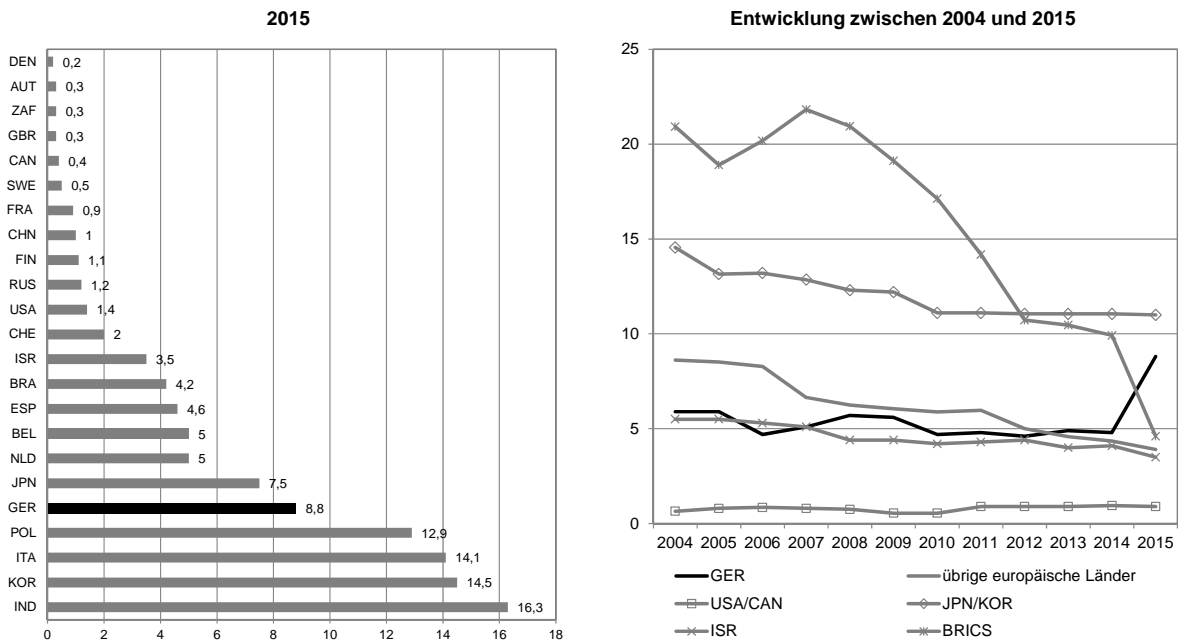 2015
DEN 0,2
AUT 0,3
ZAF 0,3
GBR 0,3
CAN 0,4
SWE 0,5
FRA 0,9
CHN 1
FIN 1,1
RUS 1,2
USA 1,4
CHE 2
ISR 3,5
BRA 4,2
ESP 4,6
BEL 5
NLD 5
JPN 7,5
GER 8,8
POL 12,9
ITA 14,1
KOR 14,5
IND 16,3
0 2 4 6 8 10 12 14 16 18
Entwicklung zwischen 2004 und 2015
25
20
15
10
5
0
2004 2005 2006 2007 2008 2009 2010 2011 2012 2013 2014 2015
GER übrige europäische Länder
USA/CAN JPN/KOR
ISR BRICS